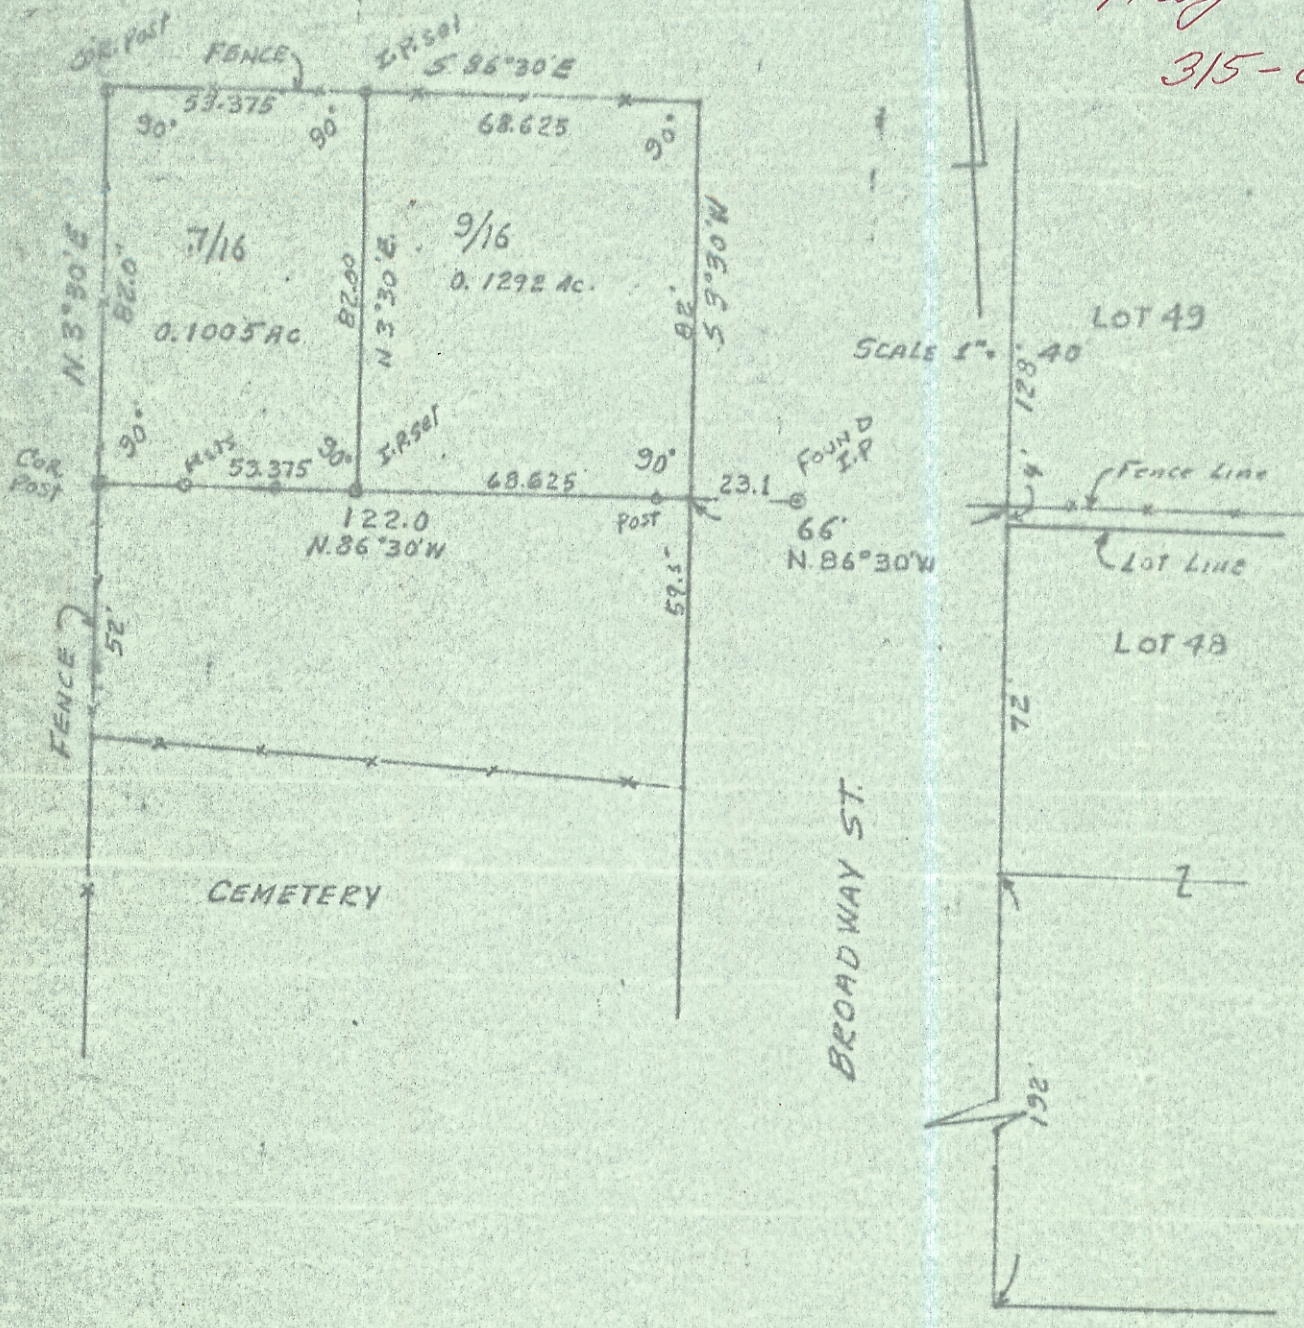 315-
COR. POST
FENCE
I.P. SET
S 86°30'E
53.375
68.625
90°
90°
90°
7/16
9/16
0.1005 AC
0.1292 AC.
N 3°30'E
82.0'
82.0'
N 3°30'E.
82'
S 3°30'W
LOT 49
SCALE 1" = 40
128'
4'
FENCE LINE
LOT LINE
LOT 48
COR POST
90°
53.375
90°
I.P. SET
68.625
90°
POST
23.1
FOUND I.P
122.0
N.86°30'W
66'
N.86°30'W
59.5'
FENCE
52'
72'
CEMETERY
BROADWAY ST.
192'